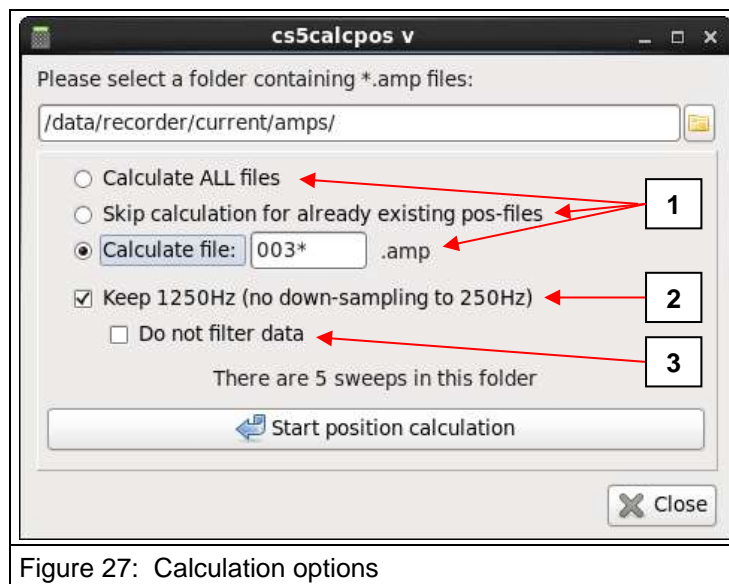 cs5calcpos v
Please select a folder containing *.amp files:
/data/recorder/current/amps/
Calculate ALL files
Skip calculation for already existing pos-files
1
Calculate file: 003* .amp
Keep 1250Hz (no down-sampling to 250Hz)
2
Do not filter data
3
There are 5 sweeps in this folder
Start position calculation
Close
Figure 27: Calculation options